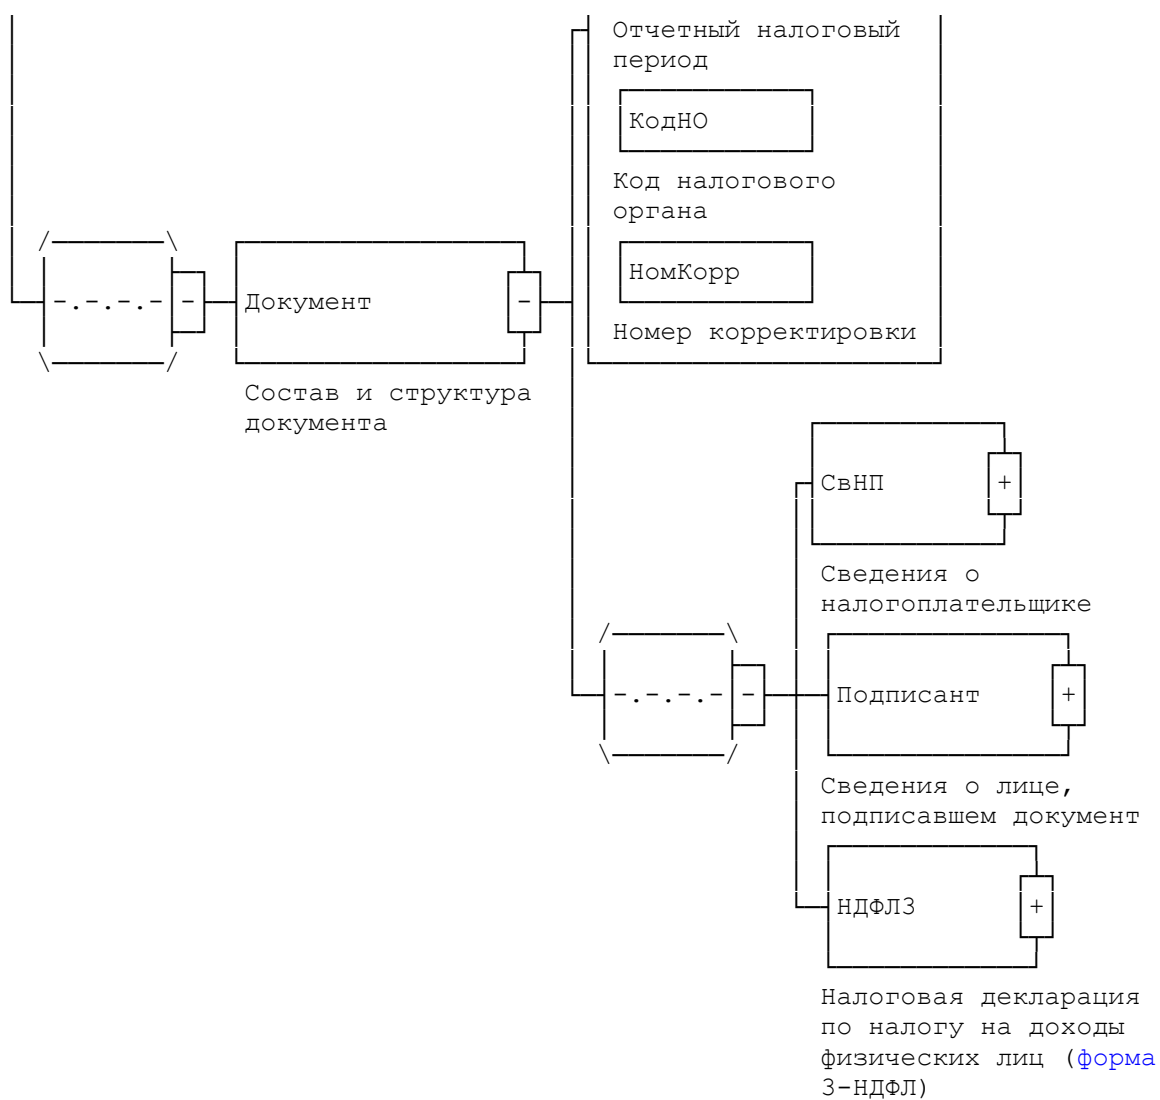 Отчетный налоговый
период
КодНО
Код налогового
органа
НомКорр
Номер корректировки
-.-.-.- -
Документ -
Состав и структура
документа
СвНП +
Сведения о
налогоплательщике
-.-.-.- -
Подписант +
Сведения о лице,
подписавшем документ
НДФЛ3 +
Налоговая декларация
по налогу на доходы
физических лиц (форма
3-НДФЛ)